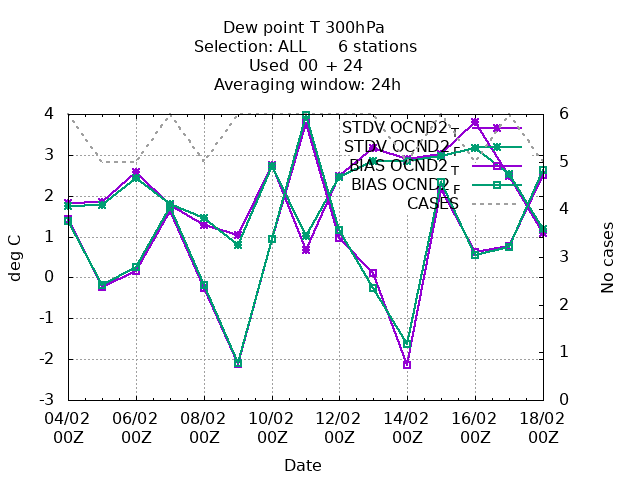 Dew point T 300hPa
Selection: ALL 6 stations
Used 00 + 24
Averaging window: 24h
4
3
2
1
0
-1
-2
-3
deg C
6
5
4
3
2
1
0
No cases
STDV OCND2_T
STDV OCND2_F
BIAS OCND2_T
BIAS OCND2_F
CASES
04/02 06/02 08/02 10/02 12/02 14/02 16/02 18/02
00Z 00Z 00Z 00Z 00Z 00Z 00Z 00Z
Date